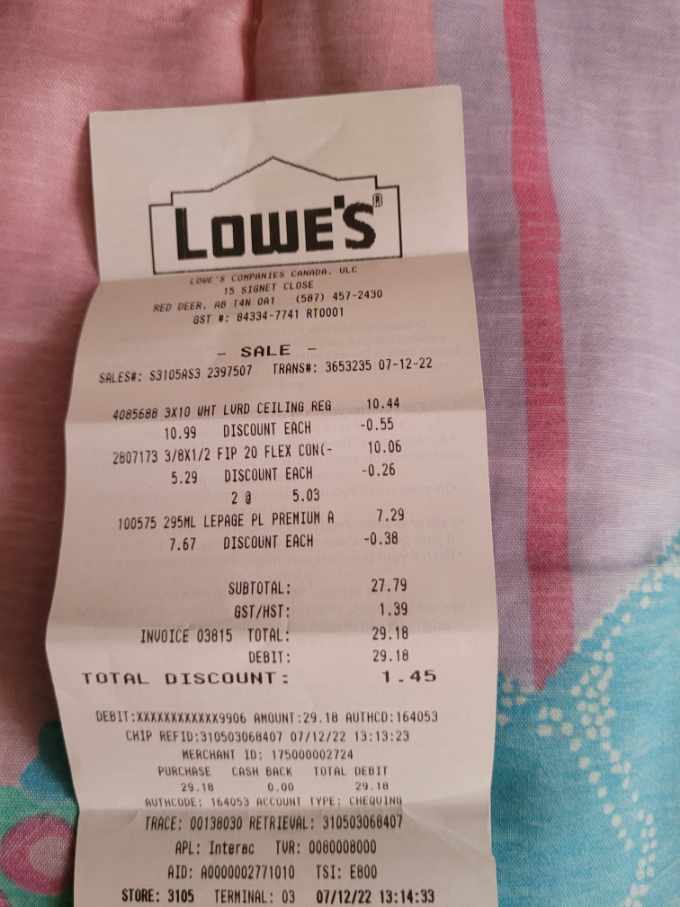 LOWE'S®
LOWE'S COMPANIES CANADA, ULC
15 SIGNET CLOSE
RED DEER, AB T4N 0A1 (587) 457-2430
GST #: 84334-7741 RT0001
- SALE -
SALES#: S3105AS3 2397507 TRANS#: 3653235 07-12-22
4085688 3X10 WHT LVRD CEILING REG 10.44
10.99 DISCOUNT EACH -0.55
2807173 3/8X1/2 FIP 20 FLEX CON(- 10.06
5.29 DISCOUNT EACH -0.26
2 @ 5.03
100575 295ML LEPAGE PL PREMIUM A 7.29
7.67 DISCOUNT EACH -0.38
SUBTOTAL: 27.79
GST/HST: 1.39
INVOICE 03815 TOTAL: 29.18
DEBIT: 29.18
TOTAL DISCOUNT: 1.45
DEBIT:XXXXXXXXXXXX9906 AMOUNT:29.18 AUTHCD:164053
CHIP REFID:310503068407 07/12/22 13:13:23
MERCHANT ID: 175000002724
PURCHASE CASH BACK TOTAL DEBIT
29.18 0.00 29.18
AUTHCODE: 164053 ACCOUNT TYPE: CHEQUING
TRACE: 00138030 RETRIEVAL: 310503068407
APL: Interac TVR: 0080008000
AID: A0000002771010 TSI: E800
STORE: 3105 TERMINAL: 03 07/12/22 13:14:33